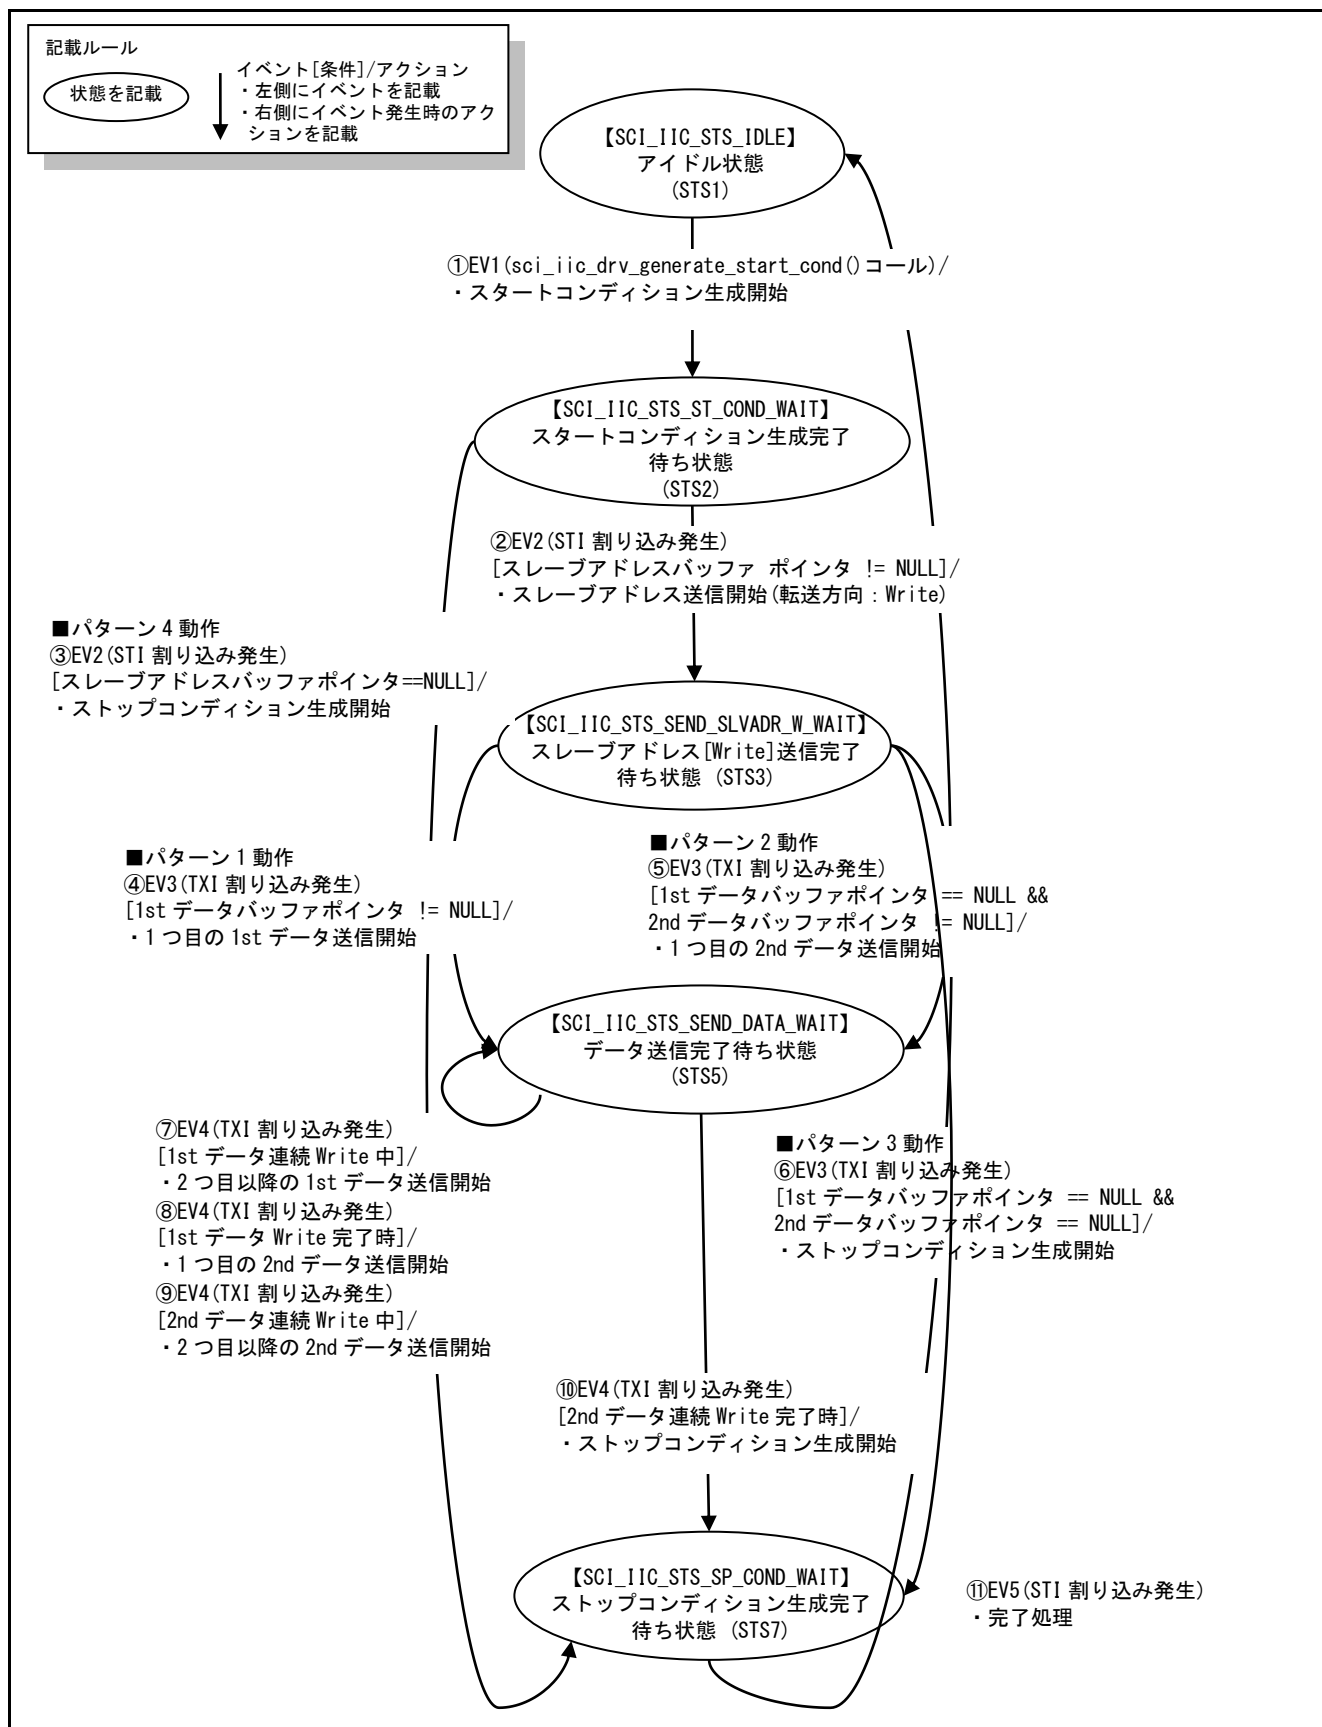 記載ルール
状態を記載
イベント[条件]/アクション
・左側にイベントを記載
・右側にイベント発生時のアク
ションを記載
【SCI_IIC_STS_IDLE】
アイドル状態
(STS1)
①EV1(sci_iic_drv_generate_start_cond()コール)/
・スタートコンディション生成開始
【SCI_IIC_STS_ST_COND_WAIT】
スタートコンディション生成完了
待ち状態
(STS2)
②EV2(STI 割り込み発生)
[スレーブアドレスバッファ ポインタ != NULL]/
・スレーブアドレス送信開始(転送方向：Write)
■パターン 4 動作
③EV2(STI 割り込み発生)
[スレーブアドレスバッファポインタ==NULL]/
・ストップコンディション生成開始
【SCI_IIC_STS_SEND_SLVADR_W_WAIT】
スレーブアドレス[Write]送信完了
待ち状態 (STS3)
■パターン 1 動作
④EV3(TXI 割り込み発生)
[1st データバッファポインタ != NULL]/
・1 つ目の 1st データ送信開始
■パターン 2 動作
⑤EV3(TXI 割り込み発生)
[1st データバッファポインタ == NULL &&
2nd データバッファポインタ != NULL]/
・1 つ目の 2nd データ送信開始
【SCI_IIC_STS_SEND_DATA_WAIT】
データ送信完了待ち状態
(STS5)
⑦EV4(TXI 割り込み発生)
[1st データ連続 Write 中]/
・2 つ目以降の 1st データ送信開始
⑧EV4(TXI 割り込み発生)
[1st データ Write 完了時]/
・1 つ目の 2nd データ送信開始
⑨EV4(TXI 割り込み発生)
[2nd データ連続 Write 中]/
・2 つ目以降の 2nd データ送信開始
■パターン 3 動作
⑥EV3(TXI 割り込み発生)
[1st データバッファポインタ == NULL &&
2nd データバッファポインタ == NULL]/
・ストップコンディション生成開始
⑩EV4(TXI 割り込み発生)
[2nd データ連続 Write 完了時]/
・ストップコンディション生成開始
【SCI_IIC_STS_SP_COND_WAIT】
ストップコンディション生成完了
待ち状態 (STS7)
⑪EV5(STI 割り込み発生)
・完了処理